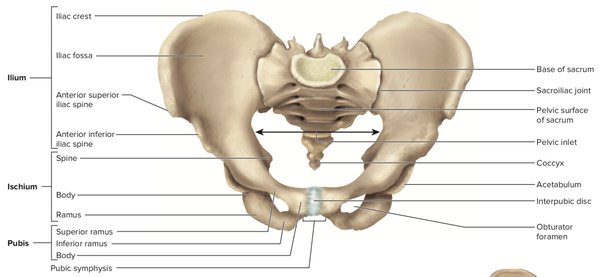 Iliac crest
Iliac fossa
Ilium
Anterior superior
iliac spine
Anterior inferior
iliac spine
Spine
Ischium
Body
Ramus
Superior ramus
Pubis
Inferior ramus
Body
Pubic symphysis
Base of sacrum
Sacroiliac joint
Pelvic surface
of sacrum
Pelvic inlet
Coccyx
Acetabulum
Interpubic disc
Obturator
foramen